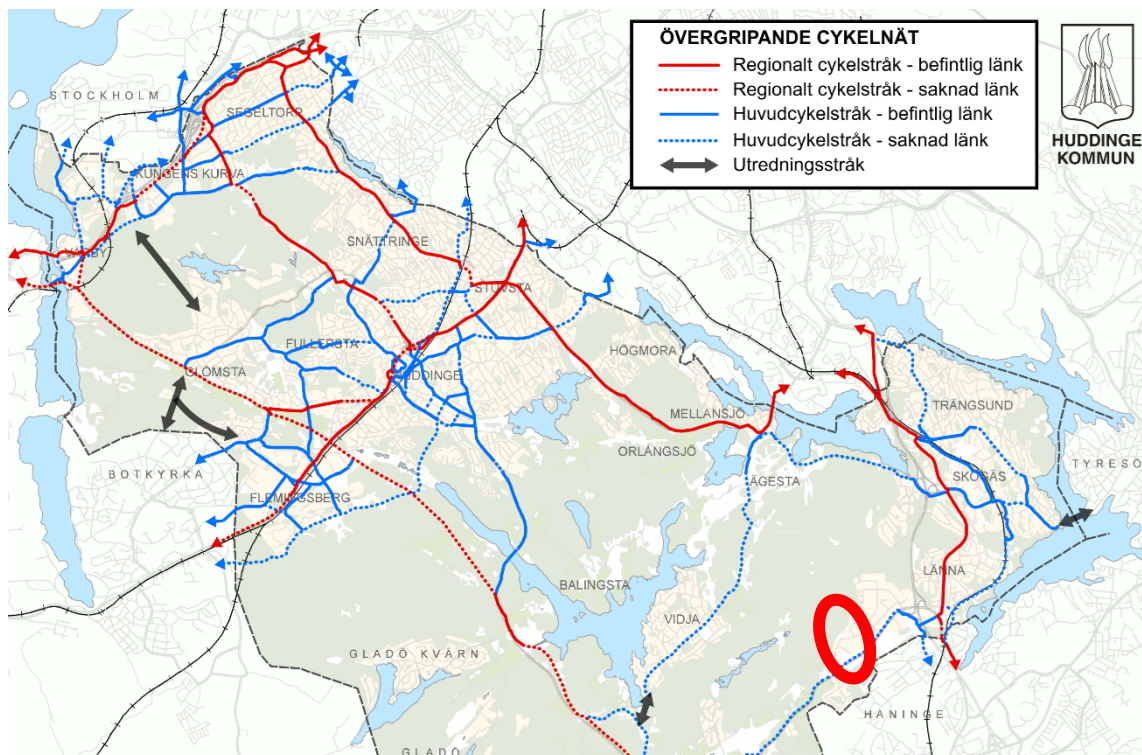 ÖVERGRIPANDE CYKELNÄT
Regionalt cykelstråk - befintlig länk
Regionalt cykelstråk - saknad länk
Huvudcykelstråk - befintlig länk
Huvudcykelstråk - saknad länk
Utredningsstråk
HUDDINGE
KOMMUN
STOCKHOLM
SEGELTORP
KUNGENS KURVA
VÅRBY
SNÄTTRINGE
STUVSTA
FULLERSTA
HUDDINGE
GLÖMSTA
HÖGMORA
MELLANSJÖ
ORLÅNGSJÖ
TRÅNGSUND
SKOGÅS
TYRESÖ
ÅGESTA
BOTKYRKA
FLEMINGSBERG
LÄNNA
BALINGSTA
VIDJA
GLADÖ KVARN
HANINGE
GLADÖ